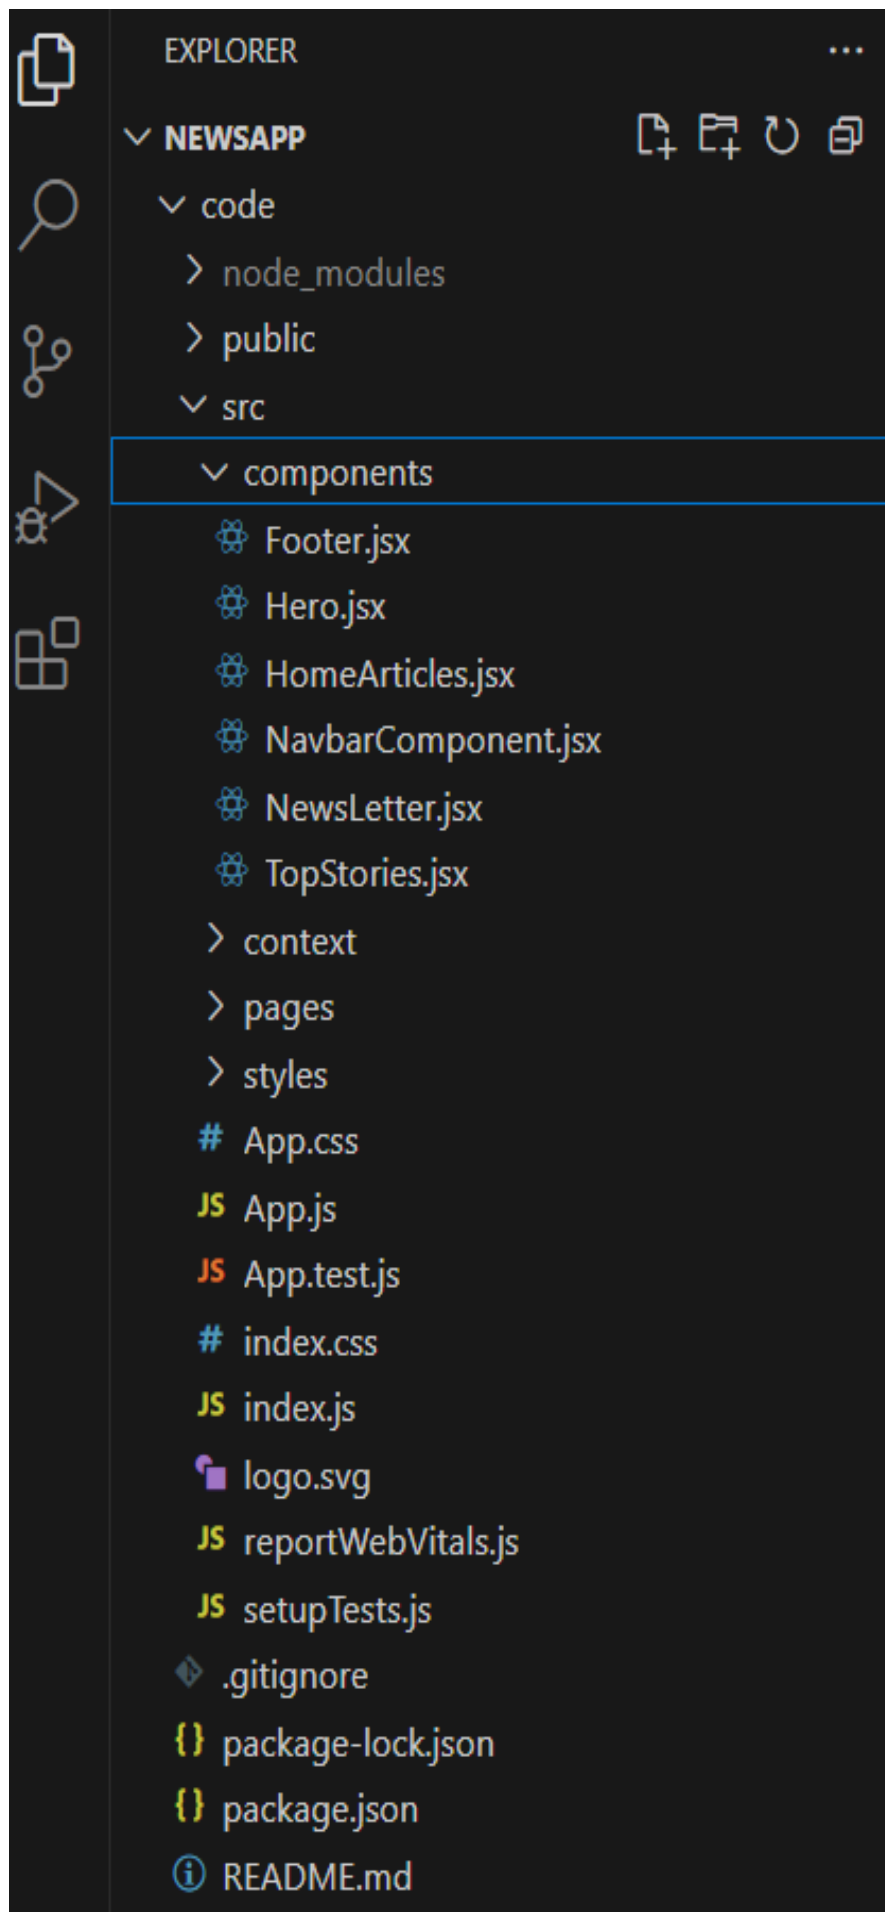 EXPLORER
NEWSAPP
code
node_modules
public
src
components
Footer.jsx
Hero.jsx
HomeArticles.jsx
NavbarComponent.jsx
NewsLetter.jsx
TopStories.jsx
context
pages
styles
# App.css
JS App.js
JS App.test.js
# index.css
JS index.js
logo.svg
JS reportWebVitals.js
JS setupTests.js
.gitignore
{} package-lock.json
{} package.json
README.md